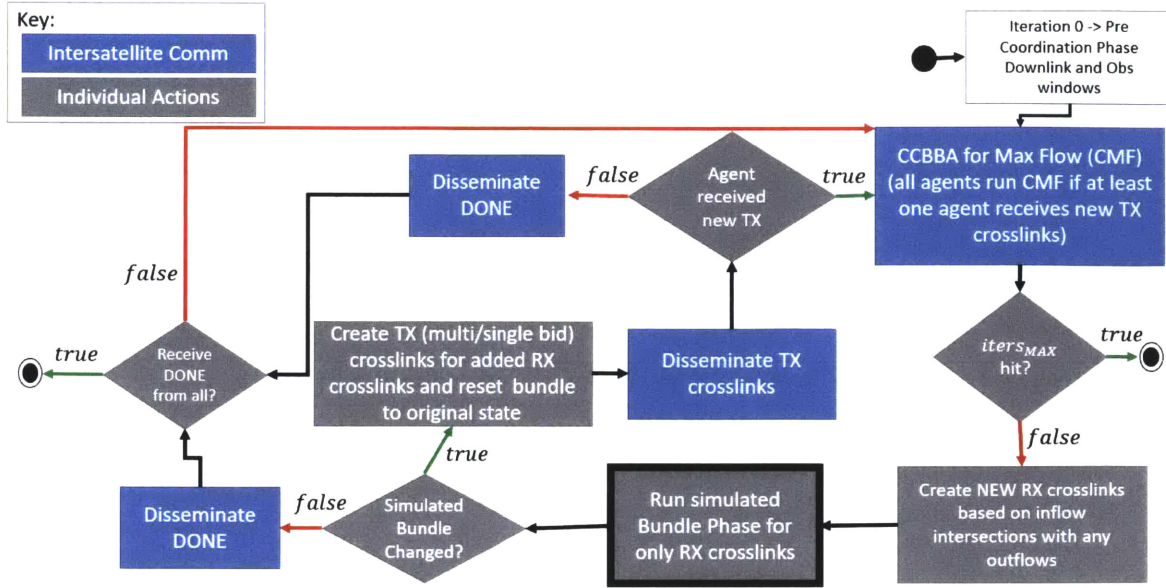 Key:
Intersatellite Comm
Individual Actions
Iteration 0 -> Pre
Coordination Phase
Downlink and Obs
windows
CCBBA for Max Flow (CMF)
(all agents run CMF if at least
one agent receives new TX
crosslinks)
Agent
received
new TX
true
false
Disseminate
DONE
false
Receive
DONE
from all?
true
Create TX (multi/single bid)
crosslinks for added RX
crosslinks and reset bundle
to original state
Disseminate TX
crosslinks
iters_MAX
hit?
true
false
true
Disseminate
DONE
false
Simulated
Bundle
Changed?
Run simulated
Bundle Phase for
only RX crosslinks
Create NEW RX crosslinks
based on inflow
intersections with any
outflows